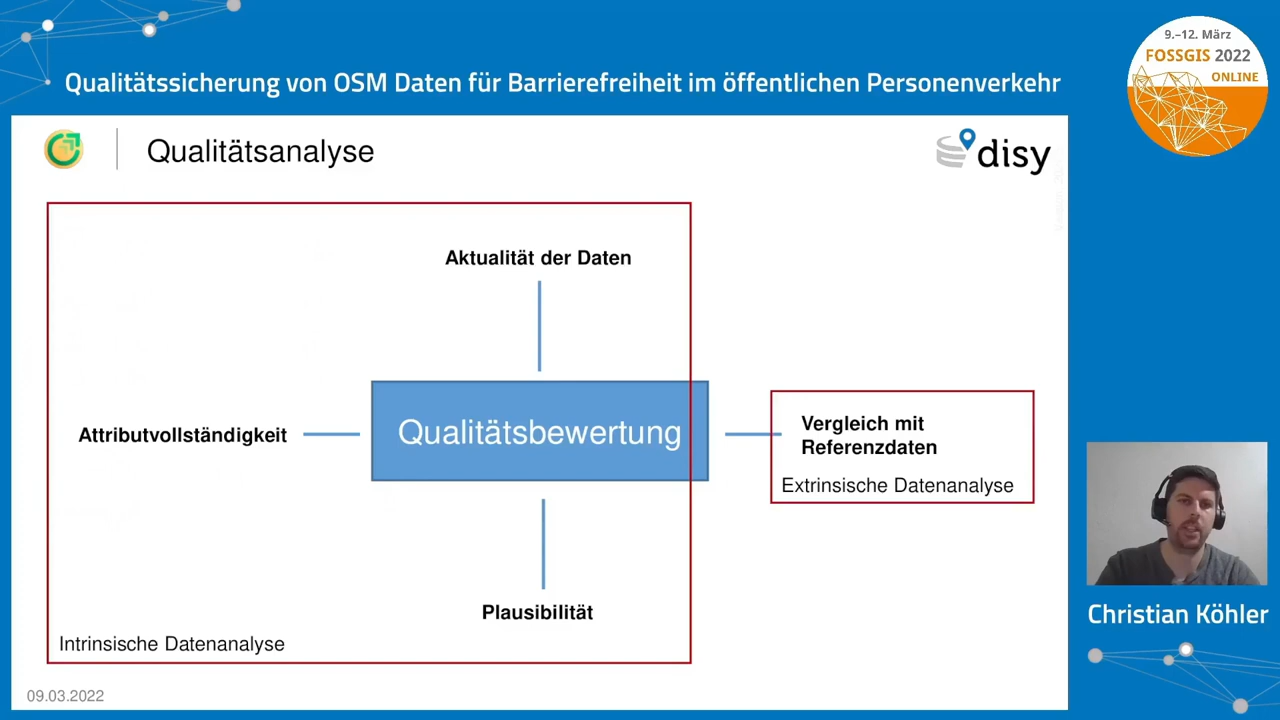 9.–12. März
FOSSGIS 2022
ONLINE
Qualitätssicherung von OSM Daten für Barrierefreiheit im öffentlichen Personenverkehr
Qualitätsanalyse
disy
Aktualität der Daten
Attributvollständigkeit
Qualitätsbewertung
Vergleich mit
Referenzdaten
Extrinsische Datenanalyse
Plausibilität
Intrinsische Datenanalyse
09.03.2022
Christian Köhler